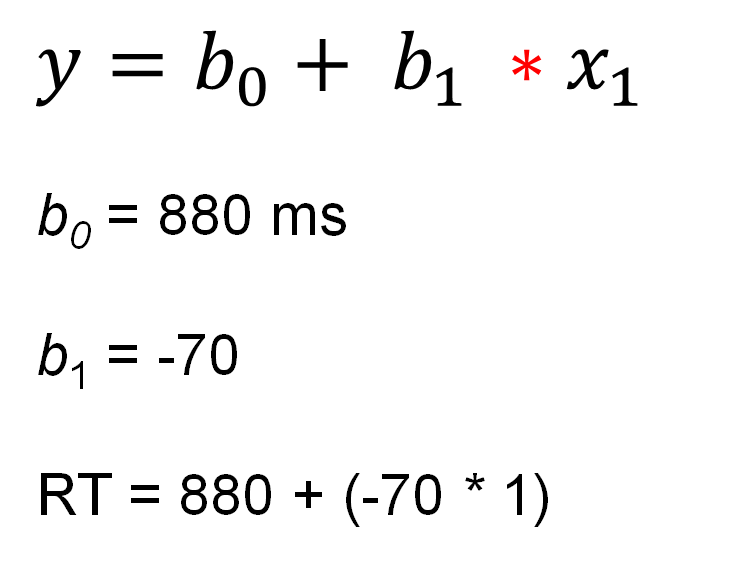 y = b₀ + b₁ * x₁
b₀ = 880 ms
b₁ = -70
RT = 880 + (-70 * 1)